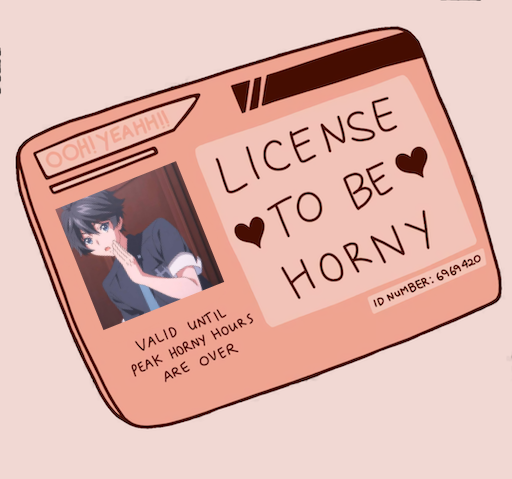 OOH! YEAHH!!
LICENSE
TO BE
HORNY
ID NUMBER: 6969420
VALID UNTIL
PEAK HORNY HOURS
ARE OVER